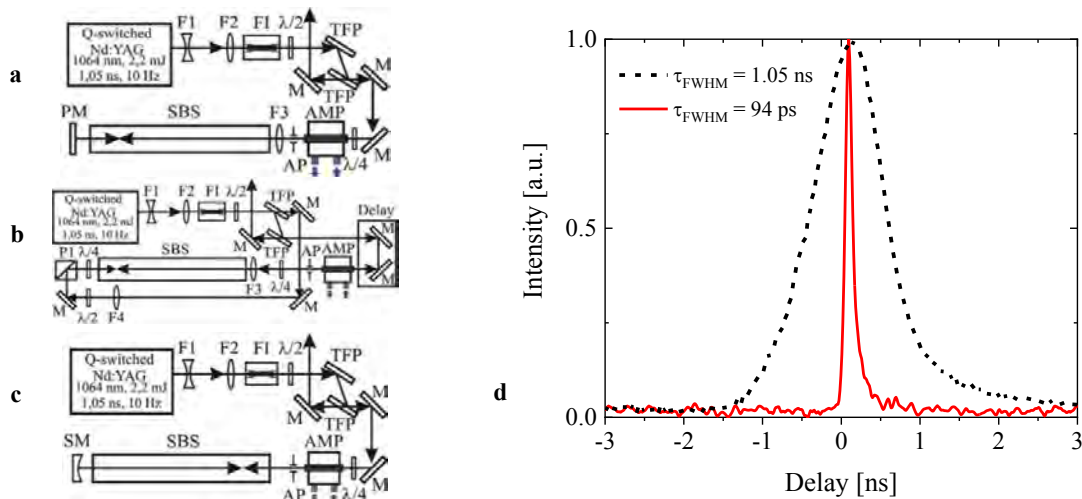 a
Q-switched
Nd:YAG
1064 nm, 2,2 mJ
1,05 ns, 10 Hz
F1
F2
FI
λ/2
TFP
M
TFP
M
PM
SBS
F3
AMP
AP
λ/4
M
b
Q-switched
Nd:YAG
1064 nm, 2,2 mJ
1,05 ns, 10 Hz
F1
F2
FI
λ/2
TFP
M
Delay
M
M
TFP
P1
λ/4
SBS
F3
λ/4
AP
AMP
M
M
λ/2
F4
M
c
Q-switched
Nd:YAG
1064 nm, 2,2 mJ
1,05 ns, 10 Hz
F1
F2
FI
λ/2
TFP
M
TFP
M
SM
SBS
AMP
AP
λ/4
M
d
Intensity [a.u.]
1.0
0.5
0.0
τFWHM = 1.05 ns
τFWHM = 94 ps
-3 -2 -1 0 1 2 3
Delay [ns]